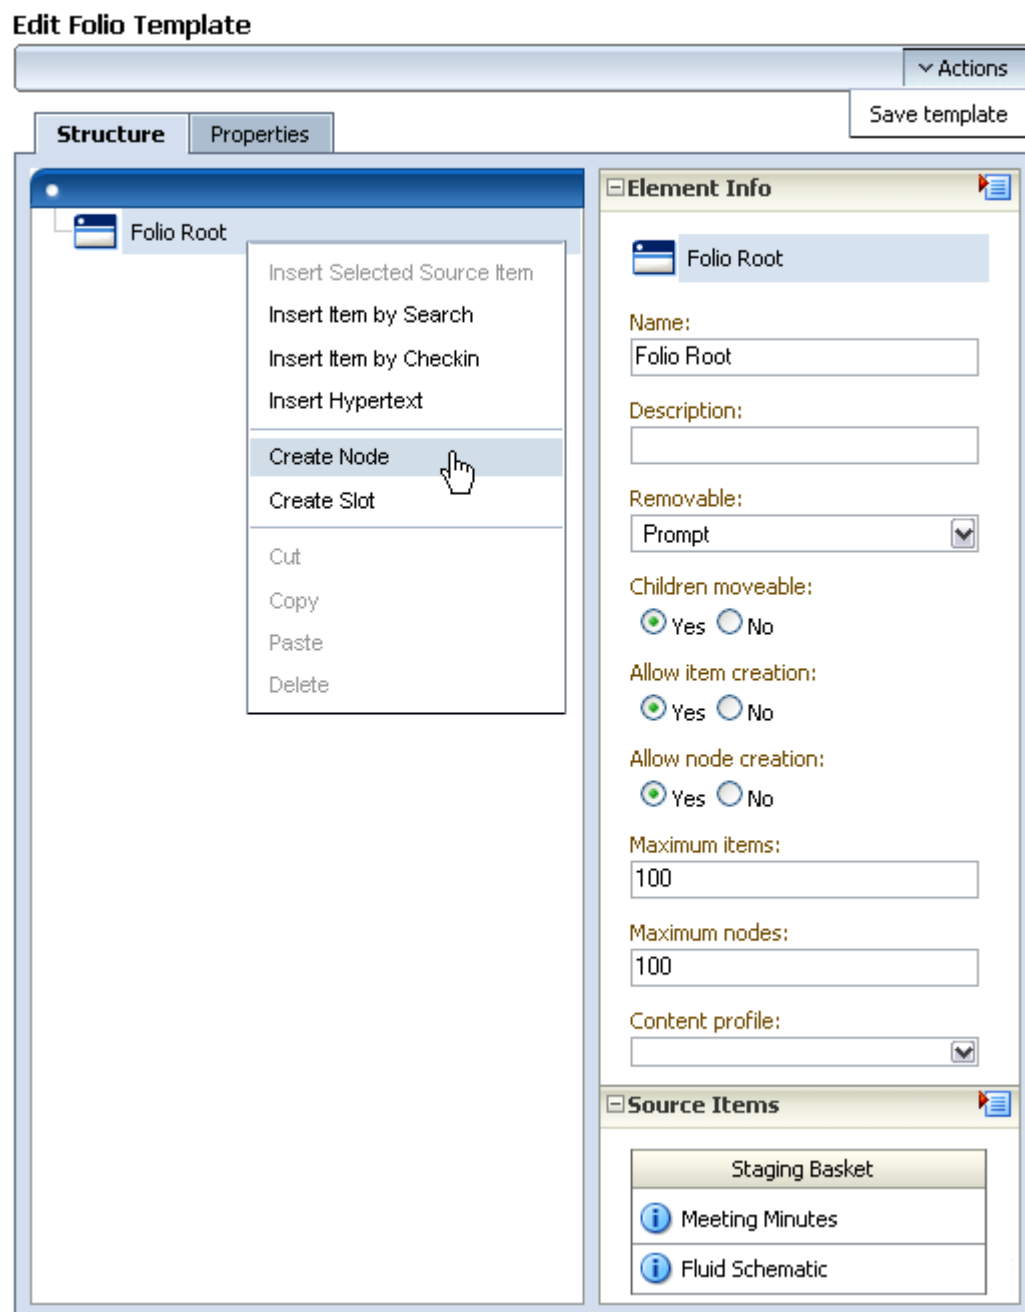 Edit Folio Template
Actions
Save template
Structure
Properties
Folio Root
Insert Selected Source Item
Insert Item by Search
Insert Item by Checkin
Insert Hypertext
Create Node
Create Slot
Cut
Copy
Paste
Delete
Element Info
Folio Root
Name:
Folio Root
Description:
Removable:
Prompt
Children moveable:
Yes No
Allow item creation:
Yes No
Allow node creation:
Yes No
Maximum items:
100
Maximum nodes:
100
Content profile:
Source Items
Staging Basket
Meeting Minutes
Fluid Schematic